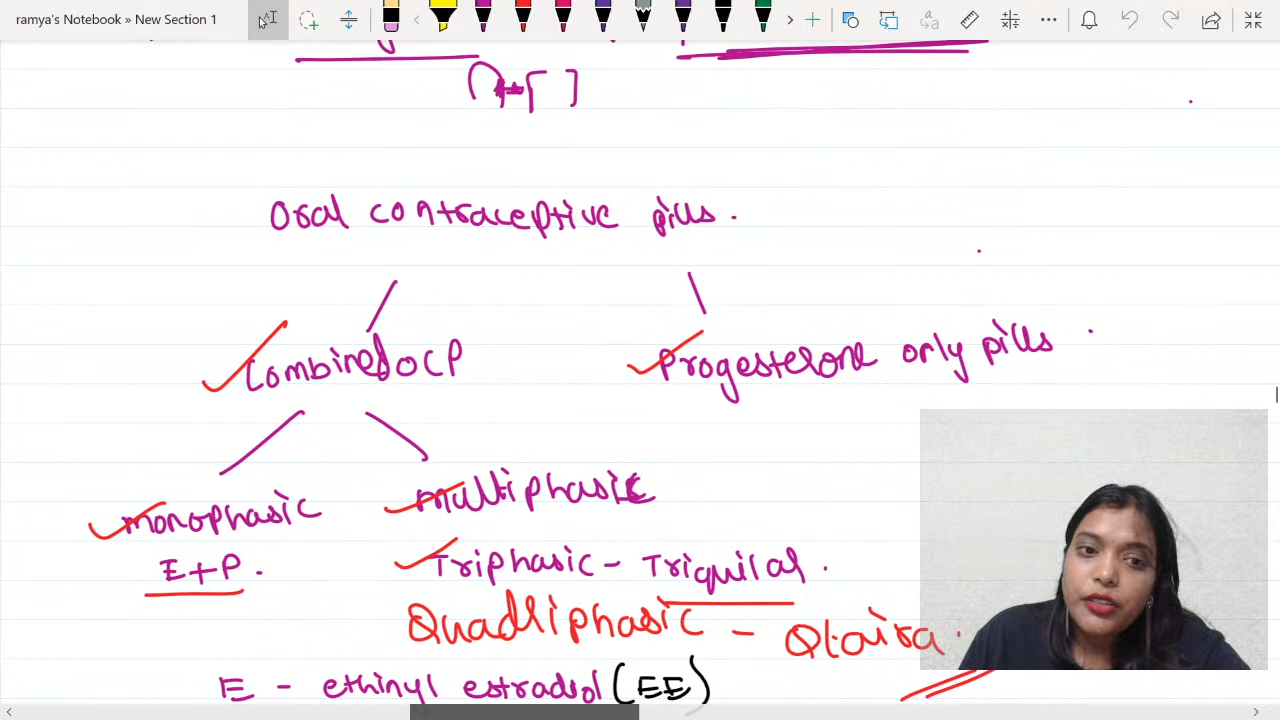 ramya's Notebook » New Section 1
Oral contraceptive pills.
Combined OCP
Progesterone only pills.
monophasic
multiphasic
E+P.
Triphasic - Triquilar.
Quadriphasic - Qlaira.
E - ethinyl estradiol (EE)